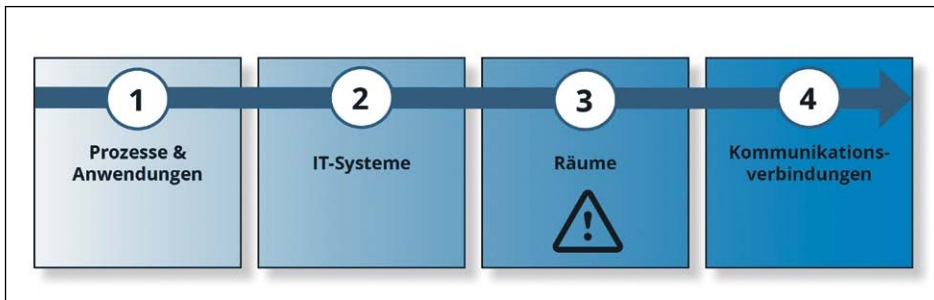 1
Prozesse &
Anwendungen
2
IT-Systeme
3
Räume
!
4
Kommunikations-
verbindungen